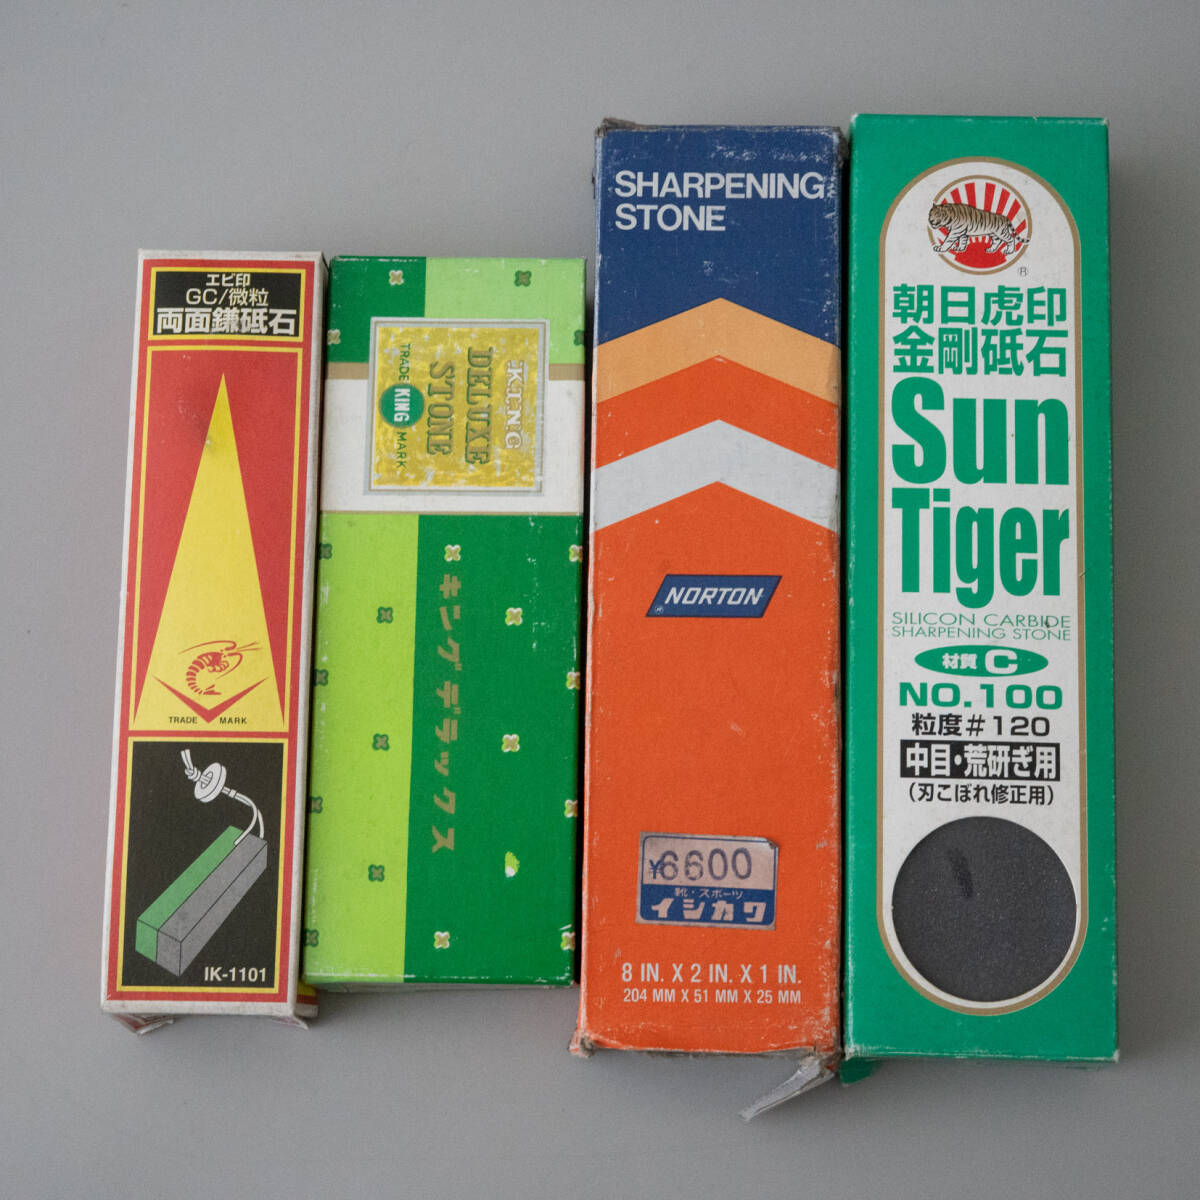 エビ印
GC/微粒
両面鎌砥石
TRADE MARK
IK-1101
KING
DELUXE
STONE
TRADE KING MARK
キングデラックス
SHARPENING
STONE
NORTON
®
¥6600
靴・スポーツ
イシカワ
8 IN. X 2 IN. X 1 IN.
204 MM X 51 MM X 25 MM
®
朝日虎印
金剛砥石
Sun
Tiger
SILICON CARBIDE
SHARPENING STONE
材質 C
NO.100
粒度#120
中目・荒研ぎ用
(刃こぼれ修正用)